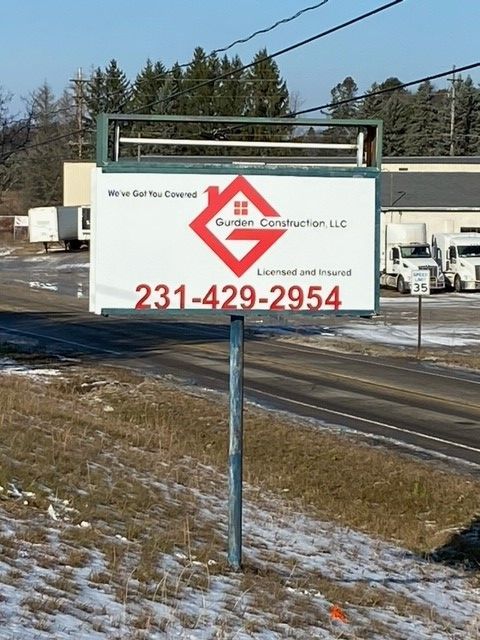 We've Got You Covered
Gurden Construction, LLC
Licensed and Insured
231-429-2954
SPEED
LIMIT
35